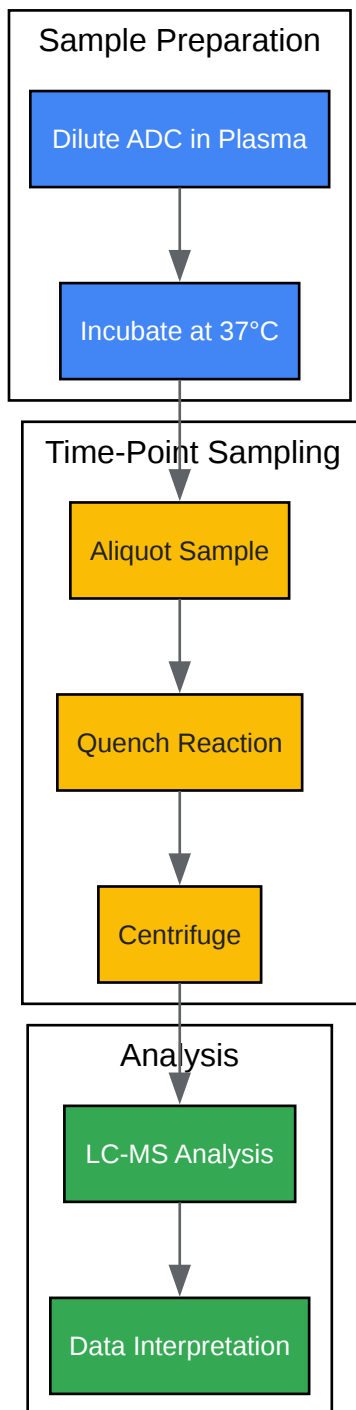 Sample Preparation
Dilute ADC in Plasma
Incubate at 37°C
Time-Point Sampling
Aliquot Sample
Quench Reaction
Centrifuge
Analysis
LC-MS Analysis
Data Interpretation